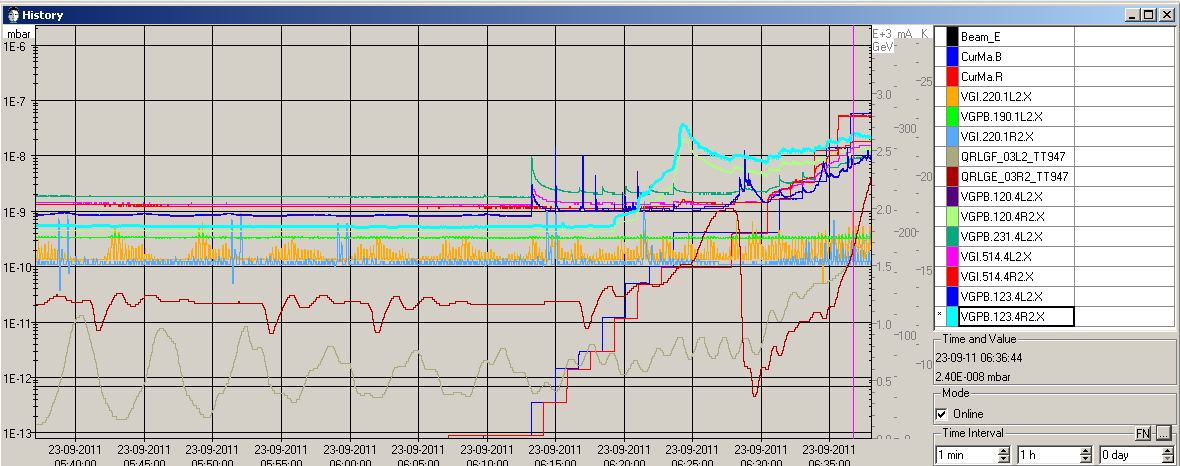 History
mbar
1E-6
1E-7
1E-8
1E-9
1E-10
1E-11
1E-12
1E-13
E+3 mA K
GeV
3.0
2.5
2.0
1.5
1.0
0.5
0.0
300
200
100
0
25
20
15
10
23-09-2011 23-09-2011 23-09-2011 23-09-2011 23-09-2011 23-09-2011 23-09-2011 23-09-2011 23-09-2011 23-09-2011 23-09-2011 23-09-2011
05:40:00 05:45:00 05:50:00 05:55:00 06:00:00 06:05:00 06:10:00 06:15:00 06:20:00 06:25:00 06:30:00 06:35:00
Beam_E
CurMa.B
CurMa.R
VGI.220.1L2.X
VGPB.190.1L2.X
VGI.220.1R2.X
QRLGF_03L2_TT947
QRLGE_03R2_TT947
VGPB.120.4L2.X
VGPB.120.4R2.X
VGPB.231.4L2.X
VGI.514.4L2.X
VGI.514.4R2.X
VGPB.123.4L2.X
* VGPB.123.4R2.X
Time and Value
23-09-11 06:36:44
2.40E-008 mbar
Mode
Online
Time Interval FN ...
1 min 1 h 0 day